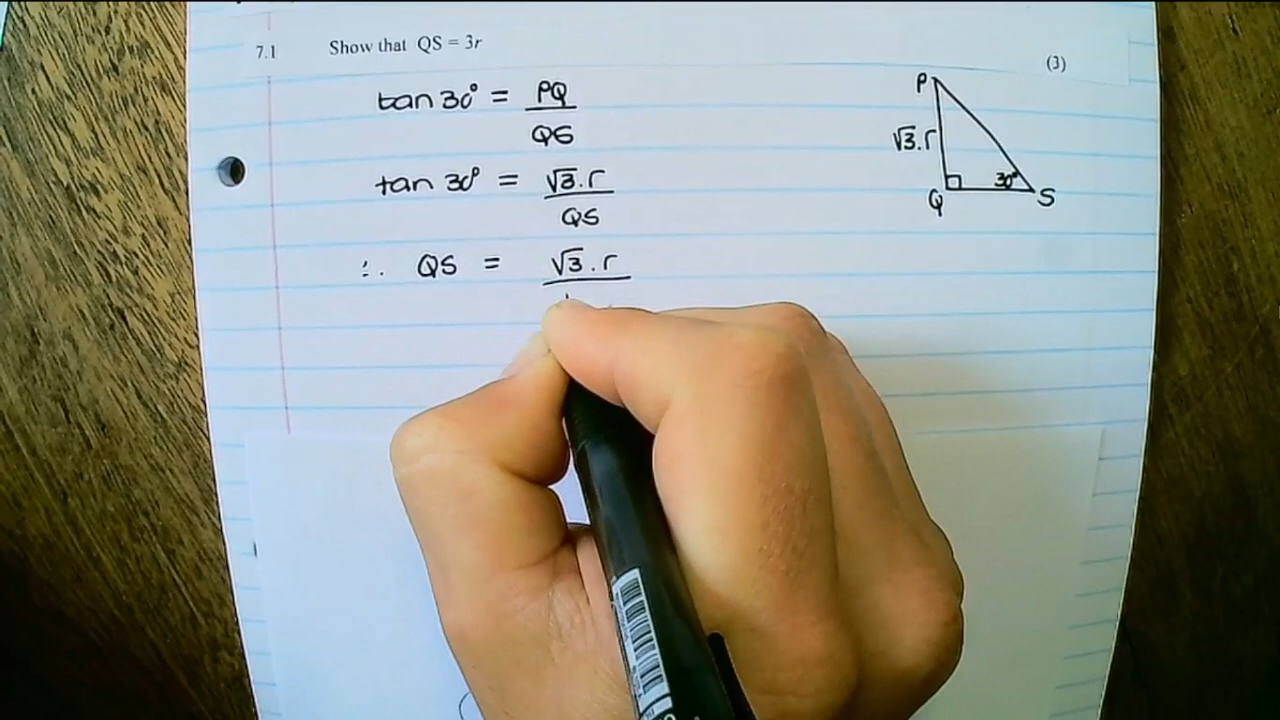 7.1 Show that QS = 3r
(3)
tan 30° = PQ
QS
tan 30° = √3.r
QS
∴ QS = √3.r
P
√3.r
Q 30° S